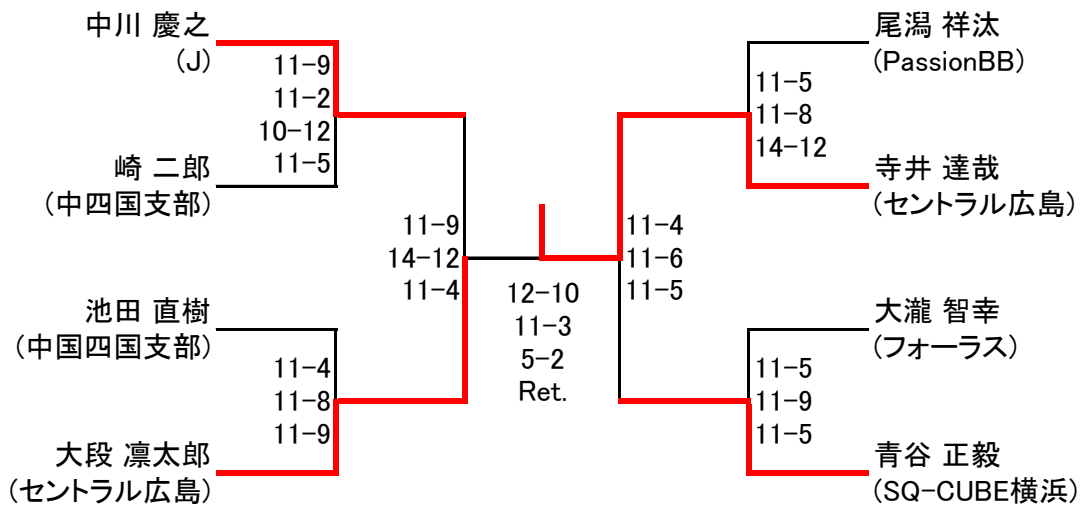 中川 慶之
(J)
11-9
11-2
10-12
11-5
崎 二郎
(中四国支部)
11-9
14-12
11-4
池田 直樹
(中国四国支部)
11-4
11-8
11-9
大段 凛太郎
(セントラル広島)
12-10
11-3
5-2
Ret.
尾潟 祥汰
(PassionBB)
11-5
11-8
14-12
寺井 達哉
(セントラル広島)
11-4
11-6
11-5
大瀧 智幸
(フォーラス)
11-5
11-9
11-5
青谷 正毅
(SQ-CUBE横浜)